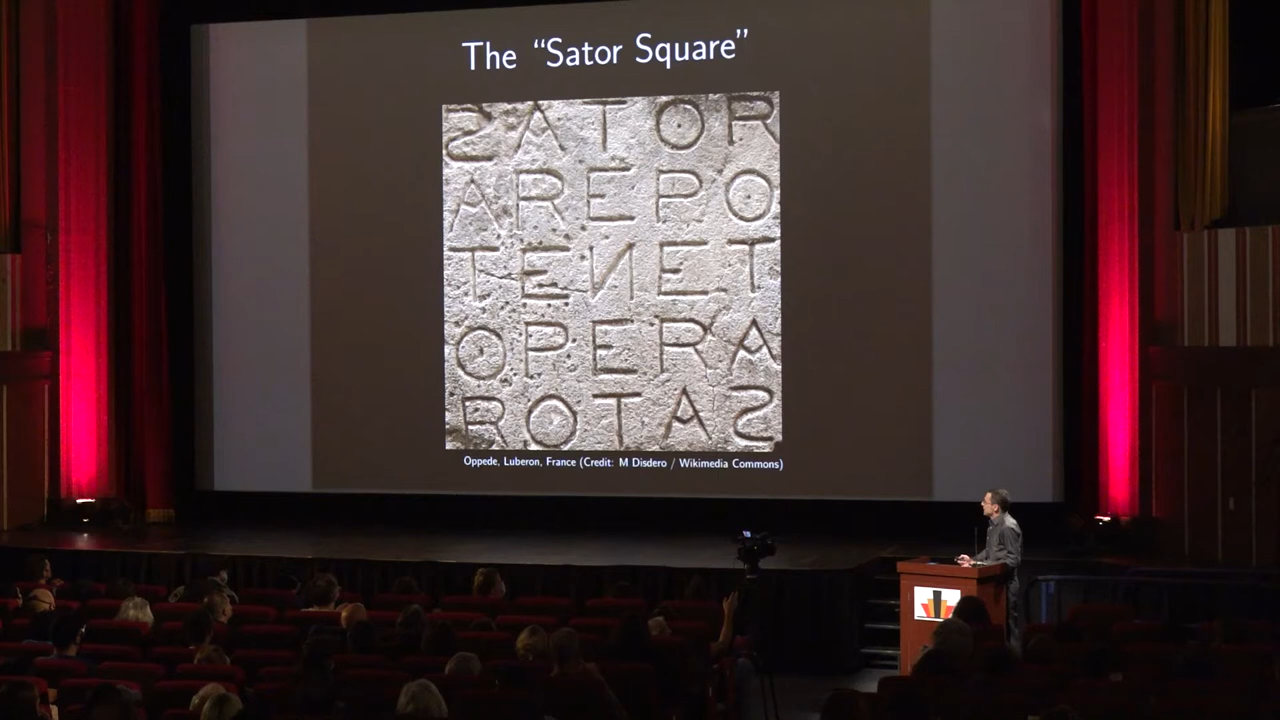 The “Sator Square”
SATOR
AREPO
TENET
OPERA
ROTAS
Oppede, Luberon, France (Credit: M Disdero / Wikimedia Commons)